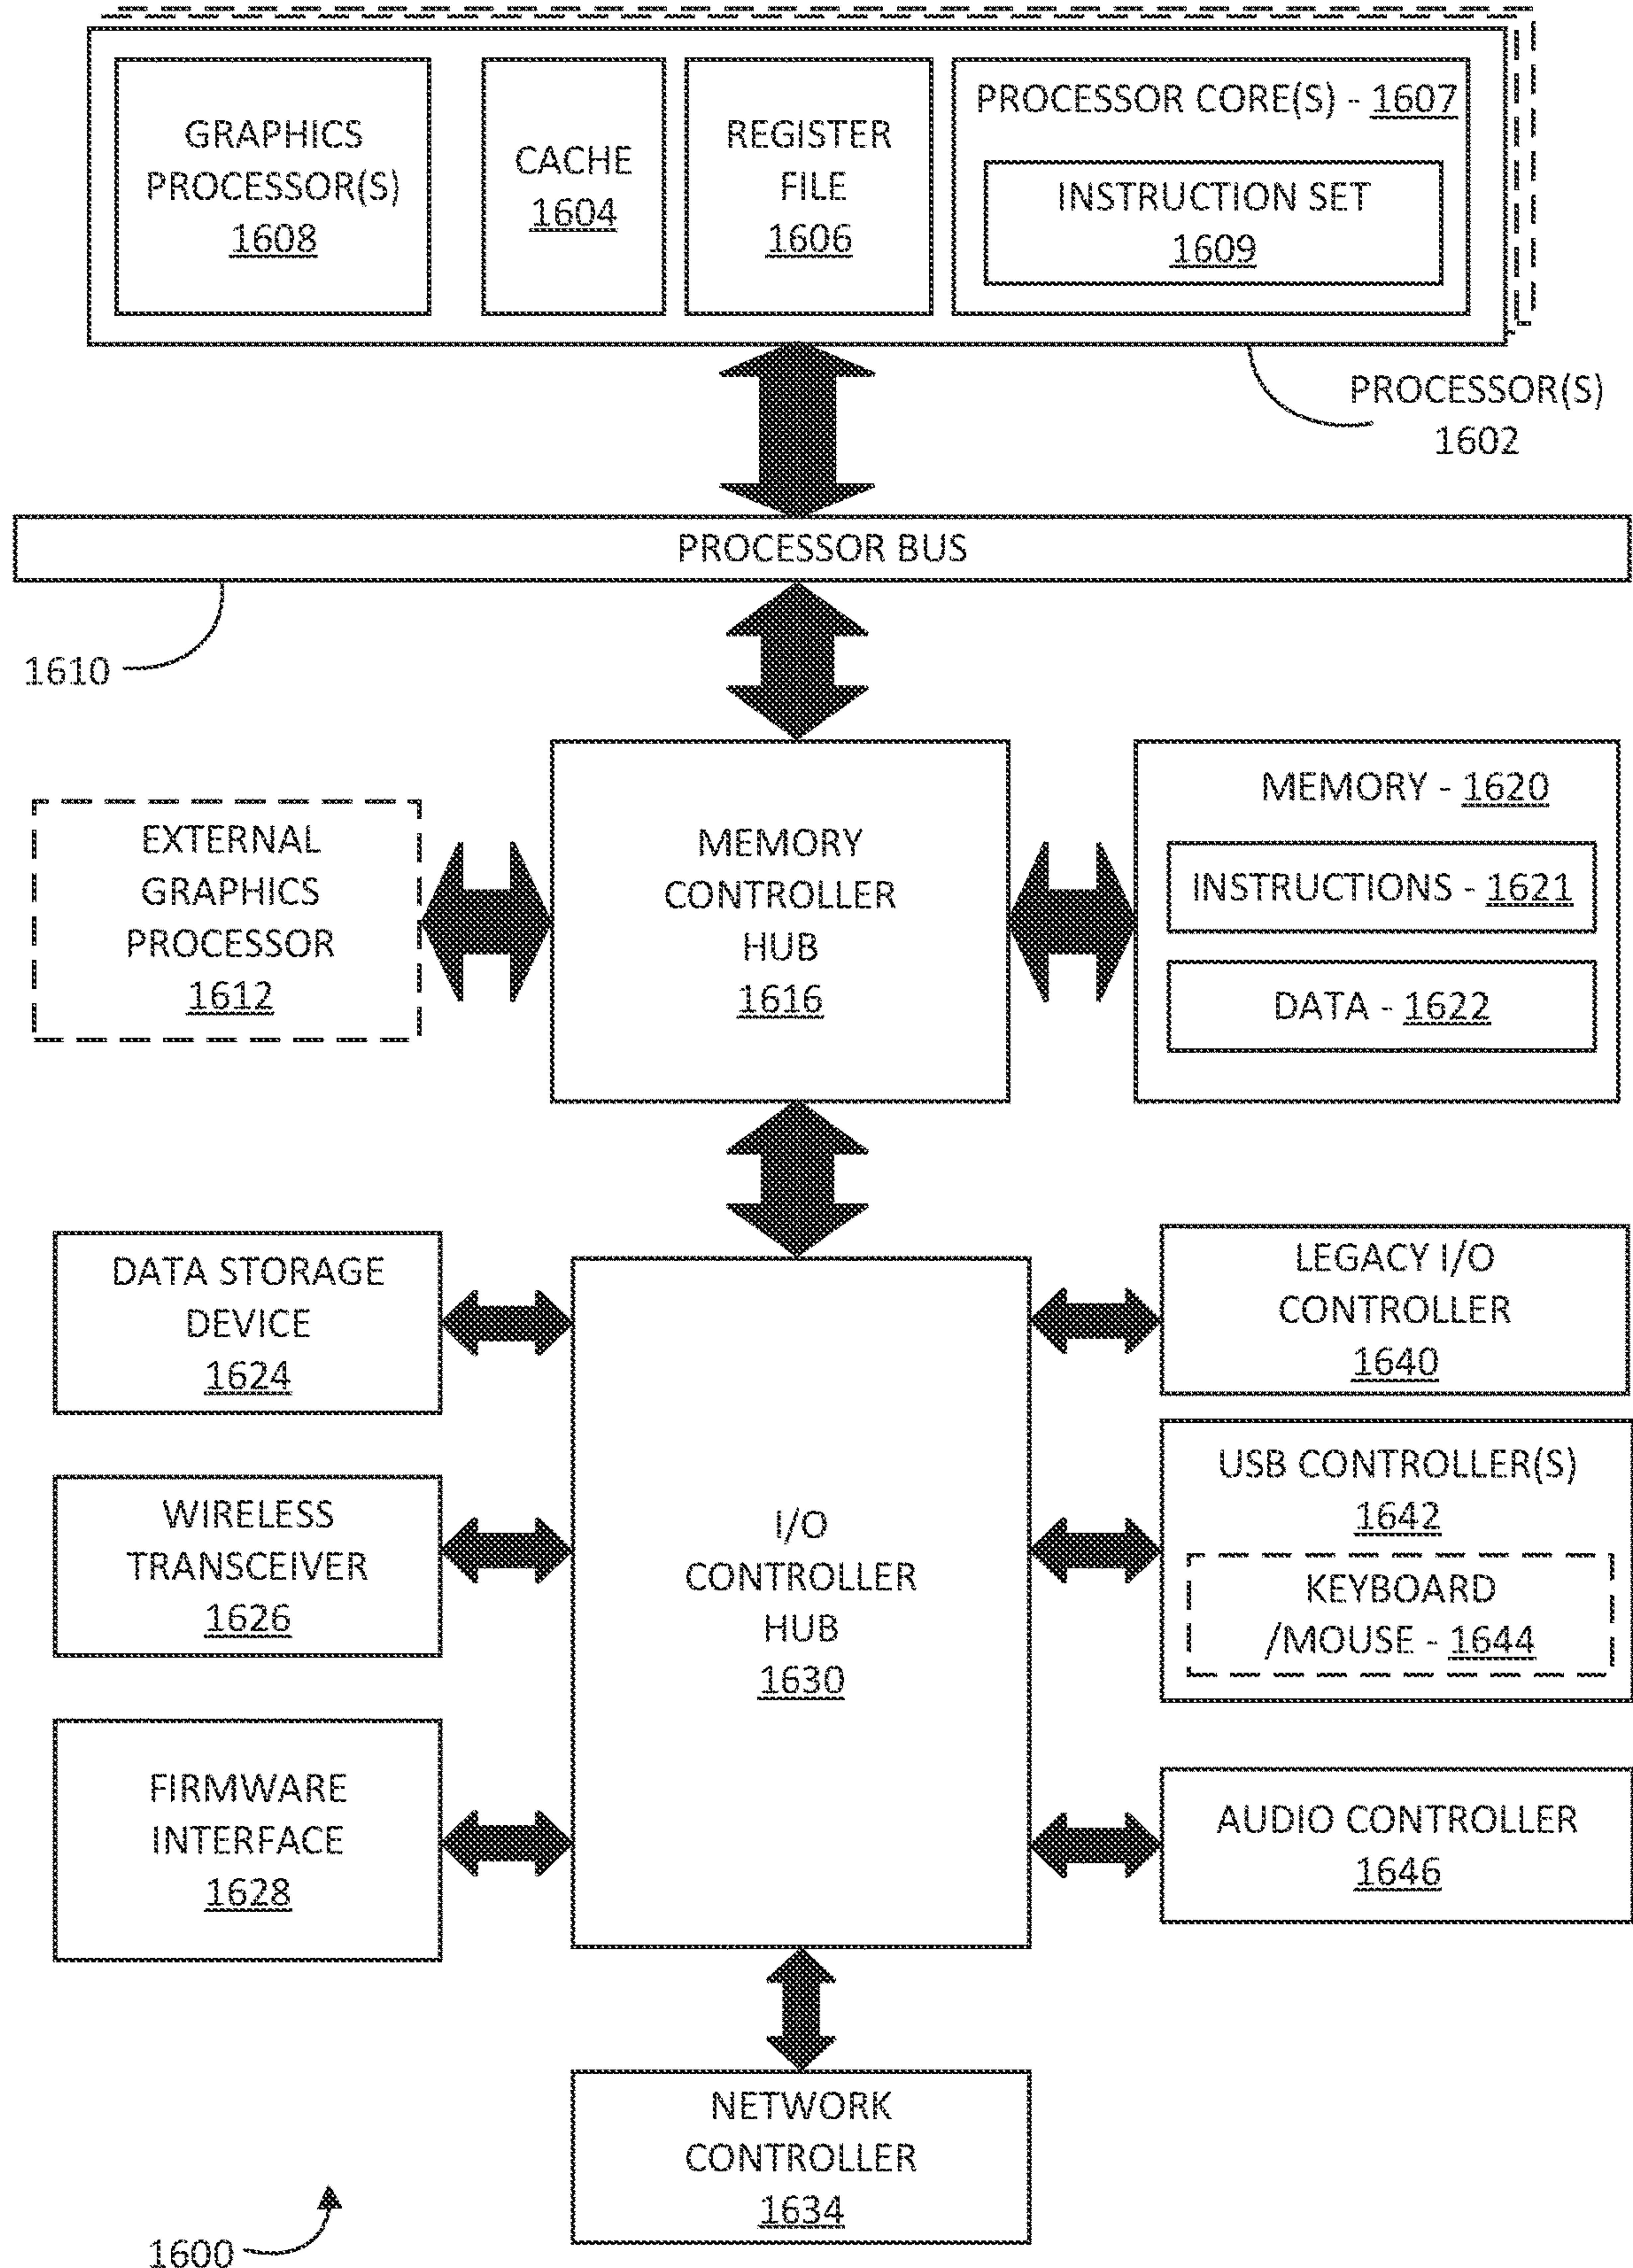 GRAPHICS
PROCESSOR(S)
1608
CACHE
1604
REGISTER
FILE
1606
PROCESSOR CORE(S) - 1607
INSTRUCTION SET
1609
PROCESSOR(S)
1602
PROCESSOR BUS
1610
EXTERNAL
GRAPHICS
PROCESSOR
1612
MEMORY
CONTROLLER
HUB
1616
MEMORY - 1620
INSTRUCTIONS - 1621
DATA - 1622
DATA STORAGE
DEVICE
1624
WIRELESS
TRANSCEIVER
1626
FIRMWARE
INTERFACE
1628
I/O
CONTROLLER
HUB
1630
LEGACY I/O
CONTROLLER
1640
USB CONTROLLER(S)
1642
KEYBOARD
/MOUSE - 1644
AUDIO CONTROLLER
1646
NETWORK
CONTROLLER
1634
1600